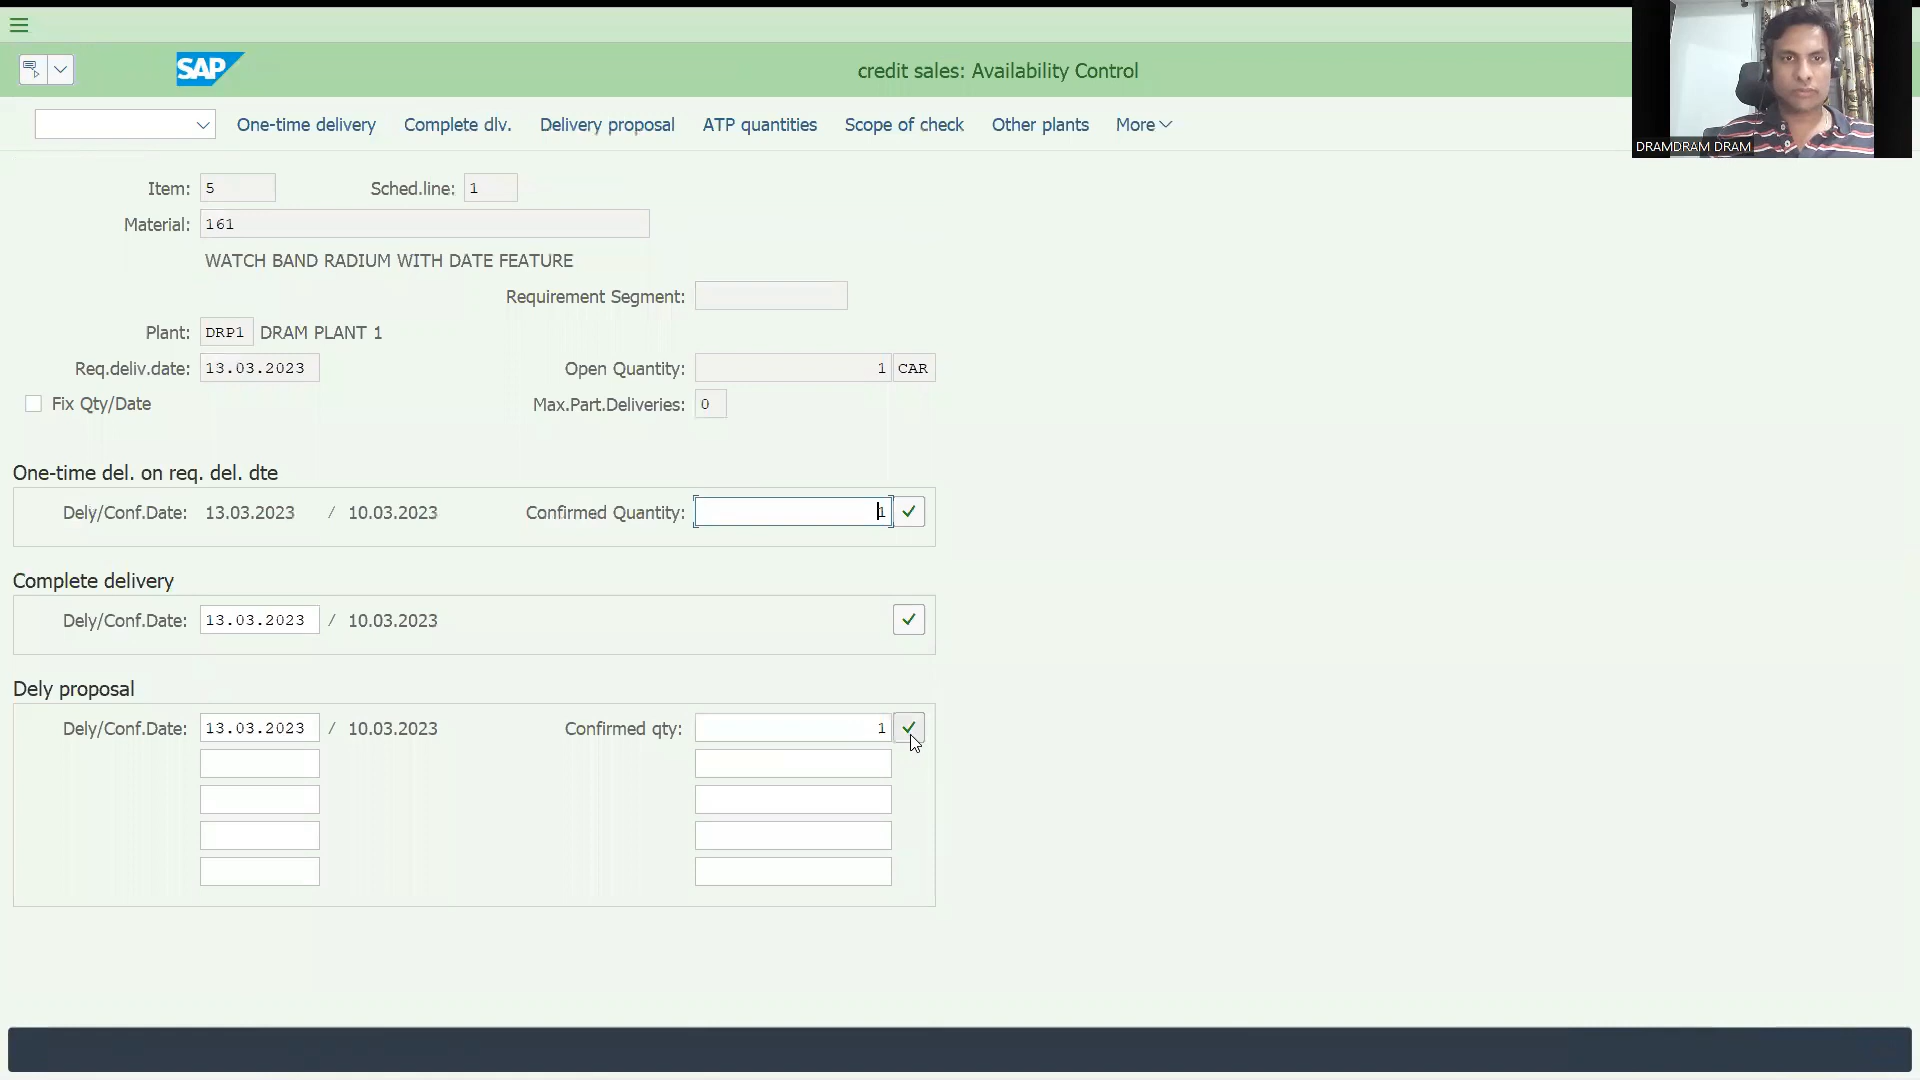 SAP
credit sales: Availability Control
One-time delivery Complete dlv. Delivery proposal ATP quantities Scope of check Other plants More
DRAMDRAM DRAM
Item: 5 Sched.line: 1
Material: 161
WATCH BAND RADIUM WITH DATE FEATURE
Requirement Segment:
Plant: DRP1 DRAM PLANT 1
Req.deliv.date: 13.03.2023 Open Quantity: 1 CAR
Fix Qty/Date Max.Part.Deliveries: 0
One-time del. on req. del. dte
Dely/Conf.Date: 13.03.2023 / 10.03.2023 Confirmed Quantity: 1
Complete delivery
Dely/Conf.Date: 13.03.2023 / 10.03.2023
Dely proposal
Dely/Conf.Date: 13.03.2023 / 10.03.2023 Confirmed qty: 1